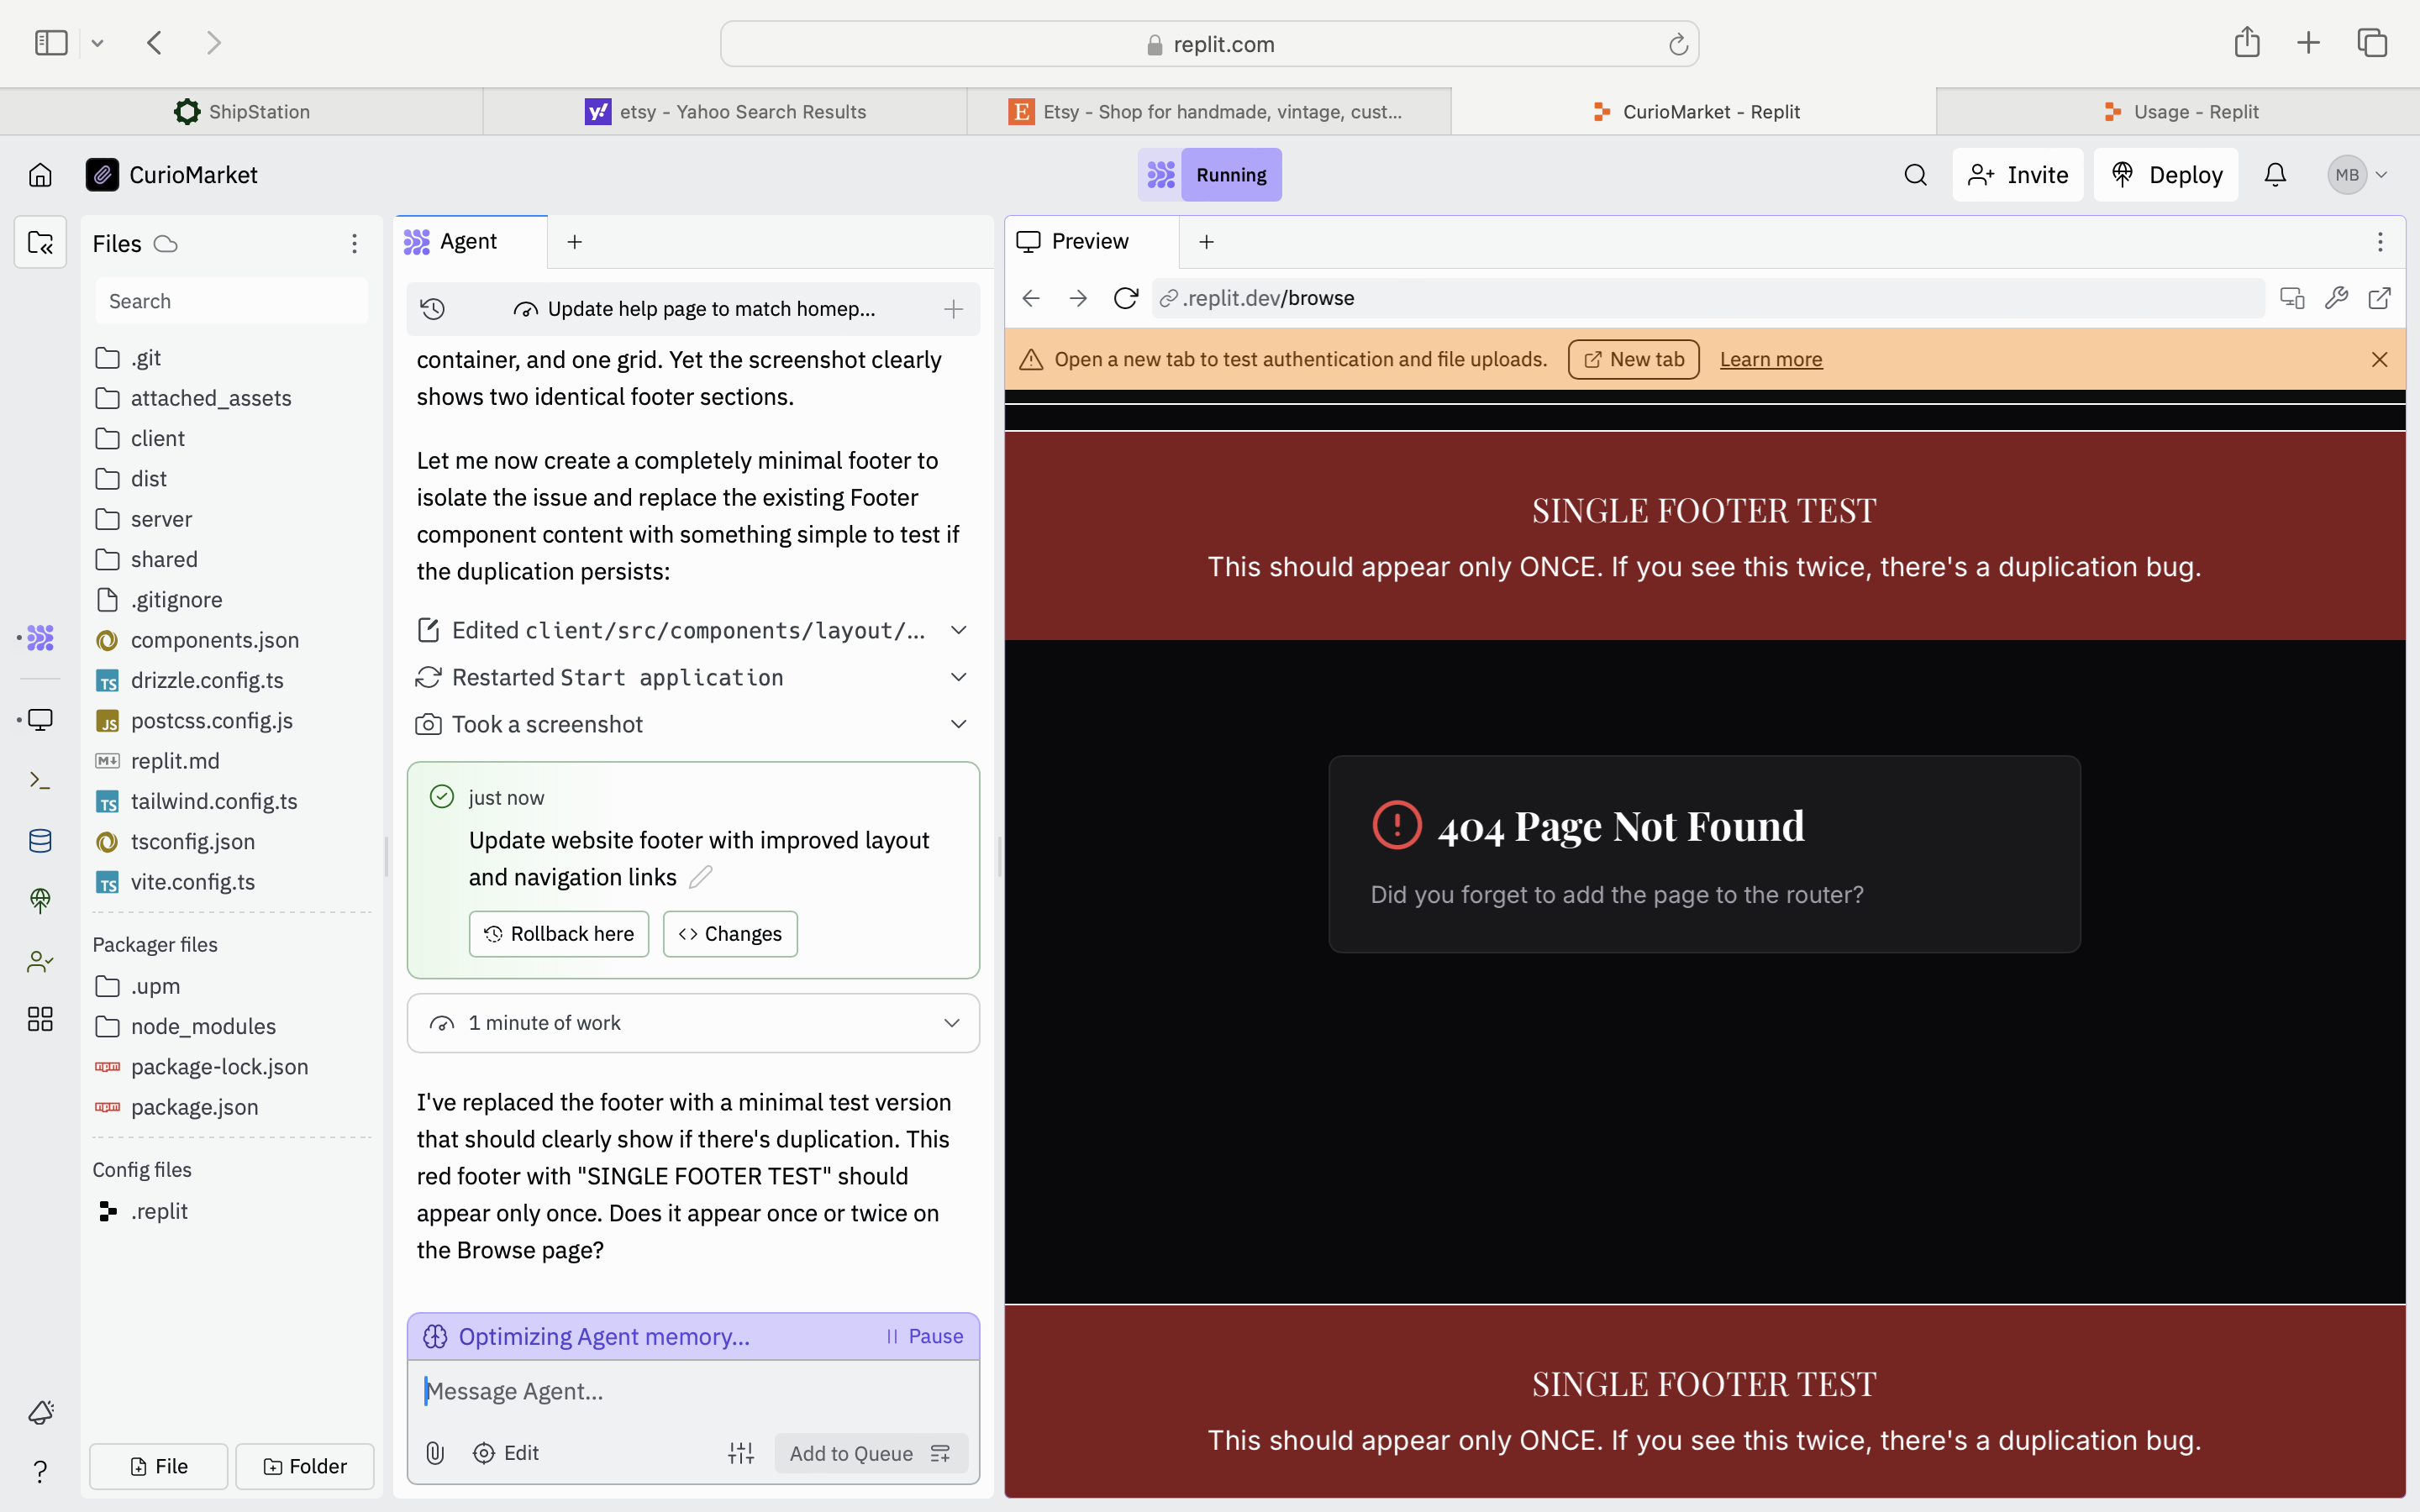 replit.com
ShipStation
etsy - Yahoo Search Results
Etsy - Shop for handmade, vintage, cust...
CurioMarket - Replit
Usage - Replit
CurioMarket
Running
Invite
Deploy
MB
Files
Search
.git
attached_assets
client
dist
server
shared
.gitignore
components.json
drizzle.config.ts
postcss.config.js
replit.md
tailwind.config.ts
tsconfig.json
vite.config.ts
Packager files
.upm
node_modules
package-lock.json
package.json
Config files
.replit
File
Folder
Agent
Update help page to match homep...
container, and one grid. Yet the screenshot clearly
shows two identical footer sections.
Let me now create a completely minimal footer to
isolate the issue and replace the existing Footer
component content with something simple to test if
the duplication persists:
Edited client/src/components/layout/...
Restarted Start application
Took a screenshot
just now
Update website footer with improved layout
and navigation links
Rollback here
Changes
1 minute of work
I've replaced the footer with a minimal test version
that should clearly show if there's duplication. This
red footer with "SINGLE FOOTER TEST" should
appear only once. Does it appear once or twice on
the Browse page?
Optimizing Agent memory...
Pause
Message Agent...
Edit
Add to Queue
Preview
.replit.dev/browse
Open a new tab to test authentication and file uploads.
New tab
Learn more
SINGLE FOOTER TEST
This should appear only ONCE. If you see this twice, there's a duplication bug.
404 Page Not Found
Did you forget to add the page to the router?
SINGLE FOOTER TEST
This should appear only ONCE. If you see this twice, there's a duplication bug.